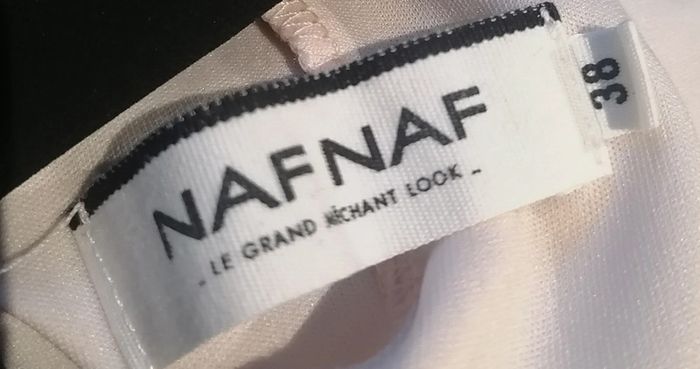 NAFNAF
_ LE GRAND MÉCHANT LOOK _
38